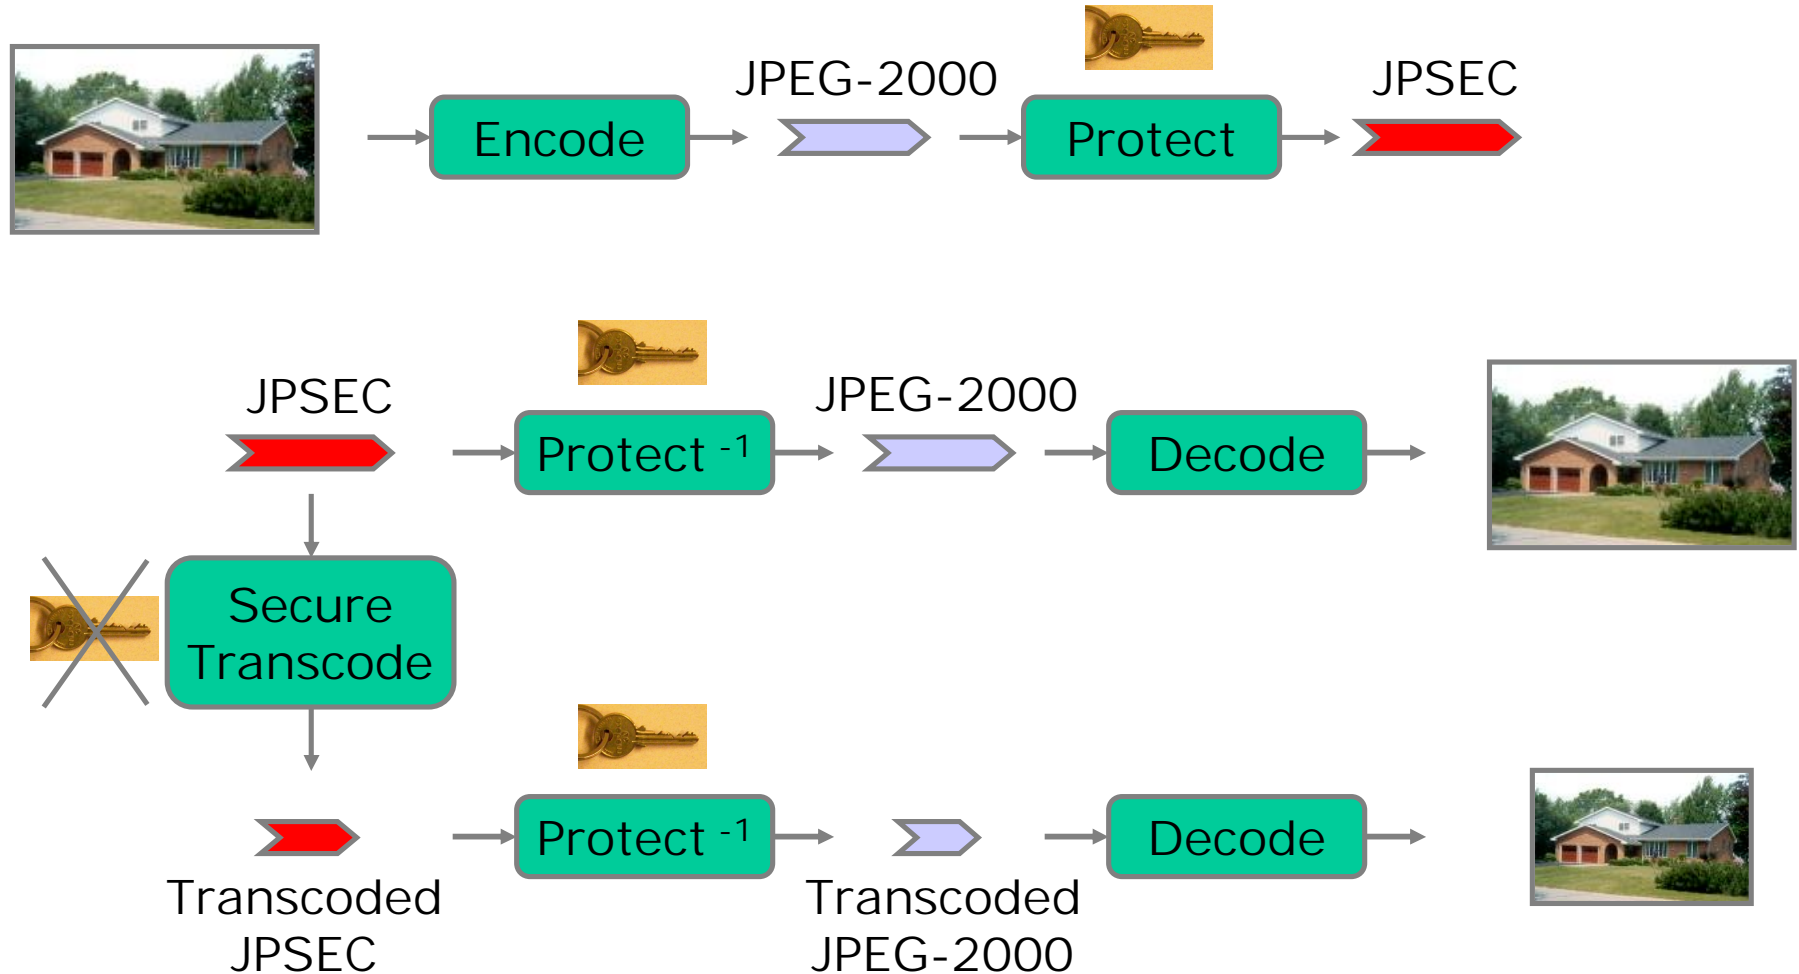 JPEG-2000
JPSEC
Encode
Protect
JPSEC
JPEG-2000
Protect -1
Decode
Secure
Transcode
Protect -1
Decode
Transcoded
JPSEC
Transcoded
JPEG-2000